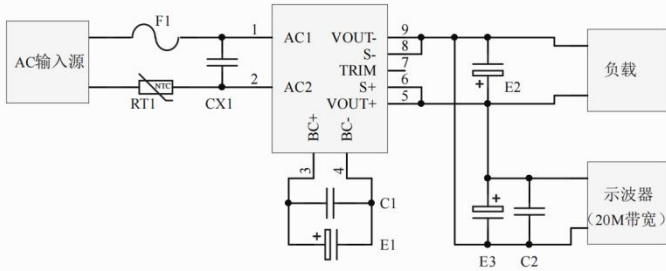 F1
1
AC1
VOUT-
9
S-
8
TRIM
7
S+
6
VOUT+
5
AC输入源
NTC
RT1
CX1
2
AC2
BC+
BC-
3
4
C1
E1
E2
负载
E3
C2
示波器
(20M带宽)